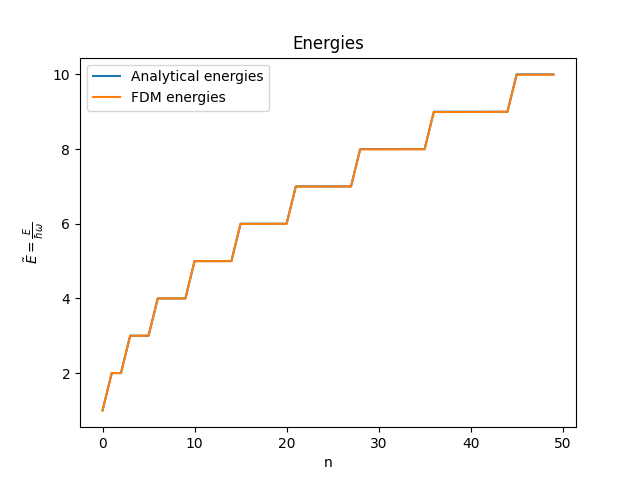 Energies
Analytical energies
FDM energies
10
8
6
4
2
Ẽ = E/ħω
0 10 20 30 40 50
n